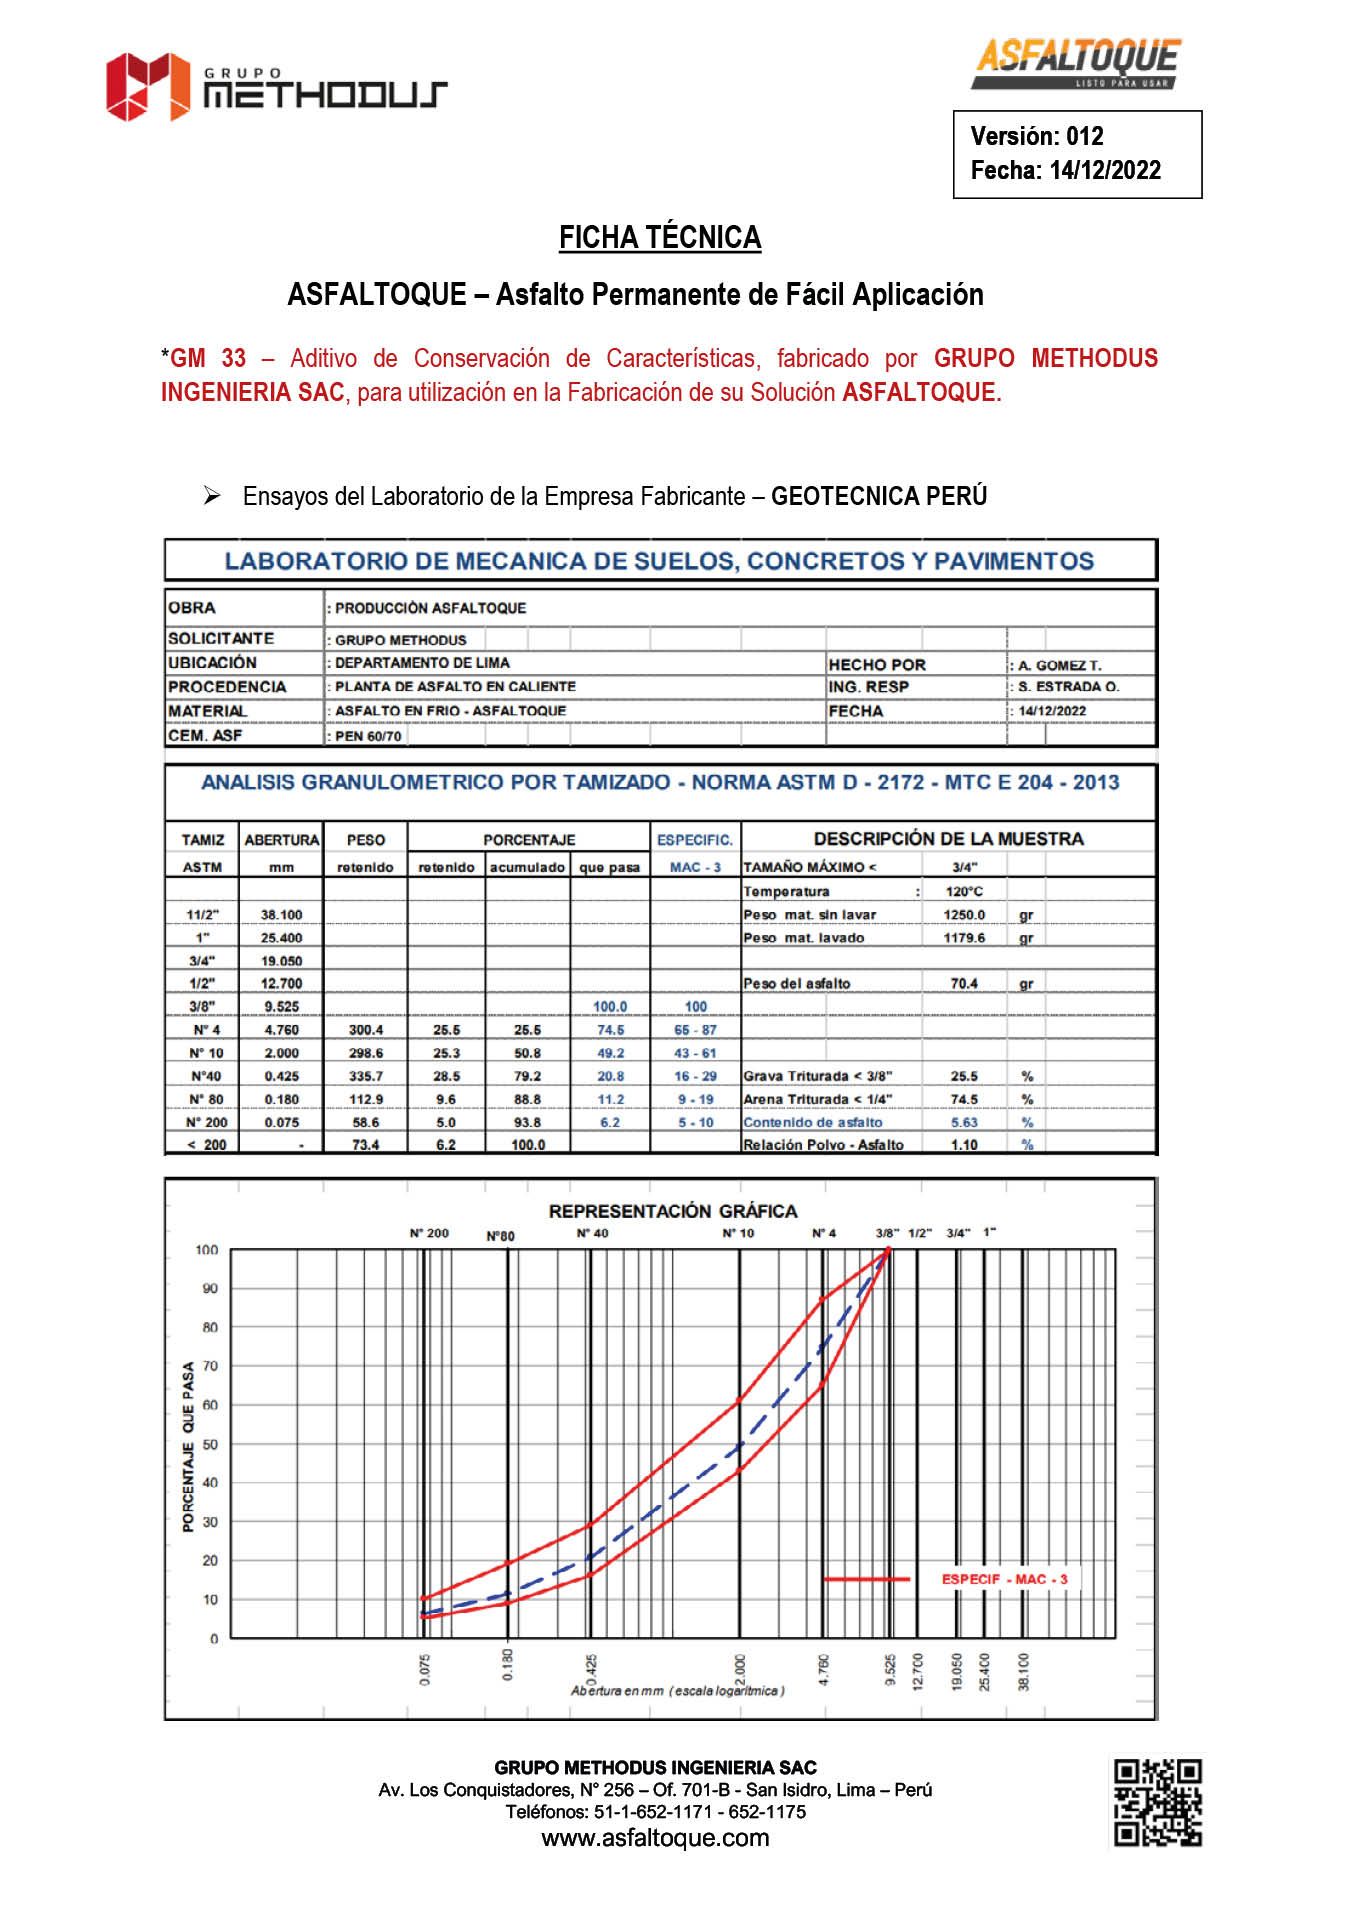 GRUPO
METHODUS
ASFALTOQUE
LISTO PARA USAR
Versión: 012
Fecha: 14/12/2022
FICHA TÉCNICA
ASFALTOQUE – Asfalto Permanente de Fácil Aplicación
*GM 33 – Aditivo de Conservación de Características, fabricado por GRUPO METHODUS
INGENIERIA SAC, para utilización en la Fabricación de su Solución ASFALTOQUE.
➢ Ensayos del Laboratorio de la Empresa Fabricante – GEOTECNICA PERÚ
LABORATORIO DE MECANICA DE SUELOS, CONCRETOS Y PAVIMENTOS
OBRA : PRODUCCIÒN ASFALTOQUE
SOLICITANTE : GRUPO METHODUS
UBICACIÓN : DEPARTAMENTO DE LIMA HECHO POR : A. GOMEZ T.
PROCEDENCIA : PLANTA DE ASFALTO EN CALIENTE ING. RESP : S. ESTRADA O.
MATERIAL : ASFALTO EN FRIO - ASFALTOQUE FECHA : 14/12/2022
CEM. ASF : PEN 60/70
ANALISIS GRANULOMETRICO POR TAMIZADO - NORMA ASTM D - 2172 - MTC E 204 - 2013
TAMIZ ABERTURA PESO PORCENTAJE ESPECIFIC. DESCRIPCIÓN DE LA MUESTRA
ASTM mm retenido retenido acumulado que pasa MAC - 3 TAMAÑO MÁXIMO < 3/4"
Temperatura : 120°C
11/2" 38.100 Peso mat. sin lavar 1250.0 gr
1" 25.400 Peso mat. lavado 1179.6 gr
3/4" 19.050
1/2" 12.700 Peso del asfalto 70.4 gr
3/8" 9.525 100.0 100
N° 4 4.760 300.4 25.5 25.5 74.5 65 - 87
N° 10 2.000 298.6 25.3 50.8 49.2 43 - 61
N°40 0.425 335.7 28.5 79.2 20.8 16 - 29 Grava Triturada < 3/8" 25.5 %
N° 80 0.180 112.9 9.6 88.8 11.2 9 - 19 Arena Triturada < 1/4" 74.5 %
N° 200 0.075 58.6 5.0 93.8 6.2 5 - 10 Contenido de asfalto 5.63 %
< 200 - 73.4 6.2 100.0 Relación Polvo - Asfalto 1.10 %
REPRESENTACIÓN GRÁFICA
N° 200 N°80 N° 40 N° 10 N° 4 3/8" 1/2" 3/4" 1"
100
90
80
70
60
50
40
30
20
10
0
PORCENTAJE QUE PASA
ESPECIF - MAC - 3
0.075 0.180 0.425 2.000 4.760 9.525 12.700 19.050 25.400 38.100
Abertura en mm ( escala logarítmica )
GRUPO METHODUS INGENIERIA SAC
Av. Los Conquistadores, N° 256 – Of. 701-B - San Isidro, Lima – Perú
Teléfonos: 51-1-652-1171 - 652-1175
www.asfaltoque.com